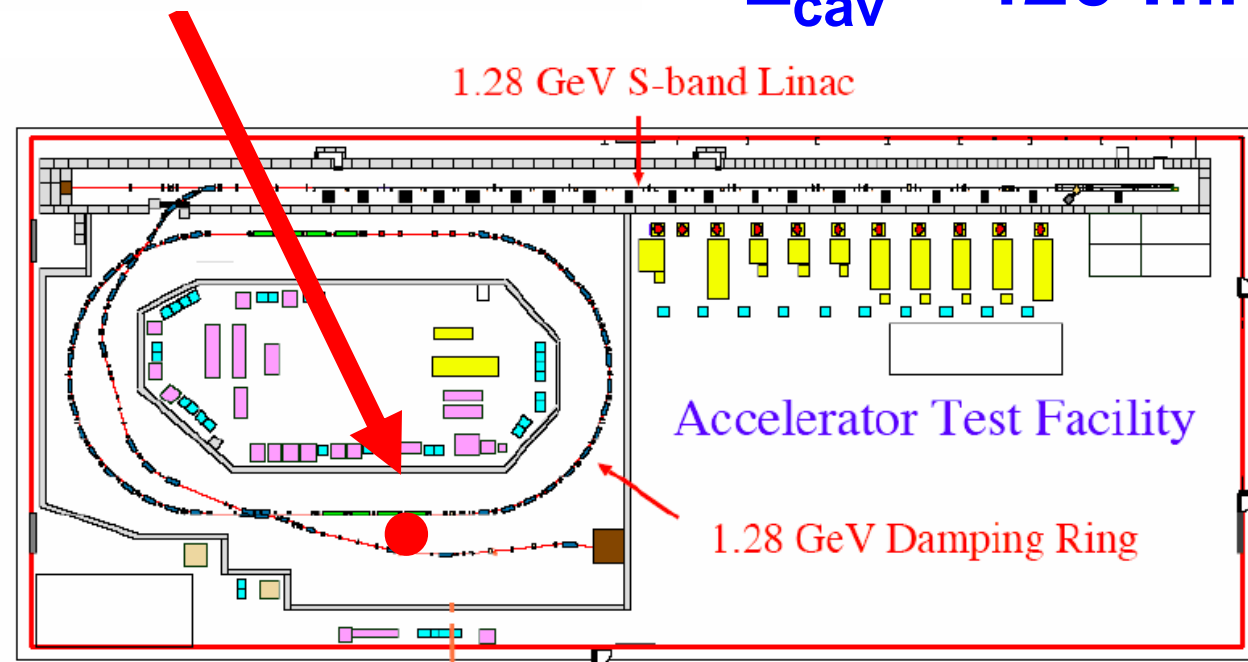 1.28 GeV S-band Linac
Accelerator Test Facility
1.28 GeV Damping Ring